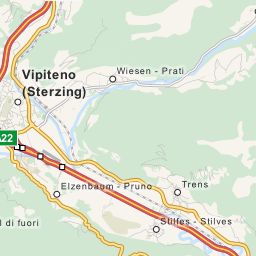 Wiesen - Prati
Vipiteno
(Sterzing)
A22
Elzenbaum - Pruno
Trens
di fuori
Stilfes - Stilves